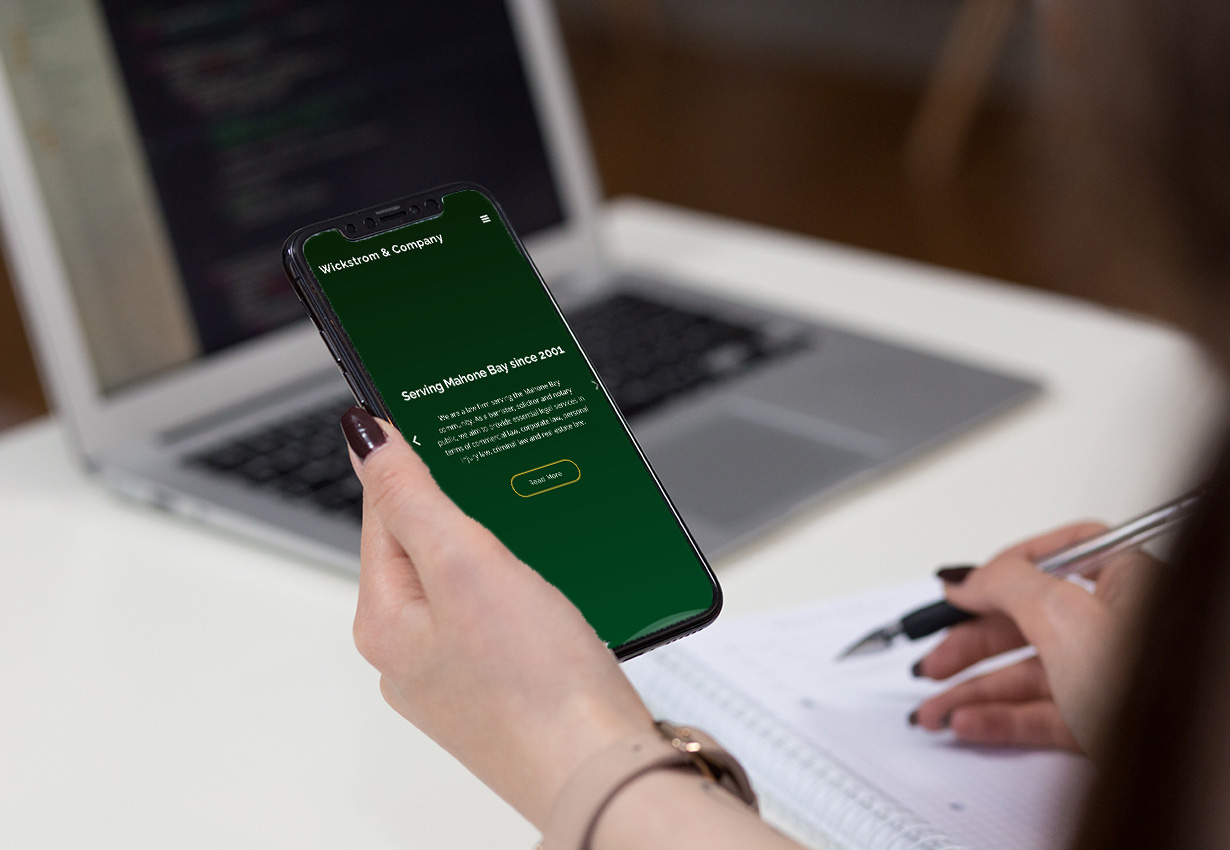 Wickstrom & Company
Serving Mahone Bay since 2001
We are a law firm serving the Mahone Bay
community. As a barrister, solicitor and notary
public, we aim to provide essential legal services in
terms of commercial law, corporate law, personal
injury law, criminal law and real estate law.
Read More